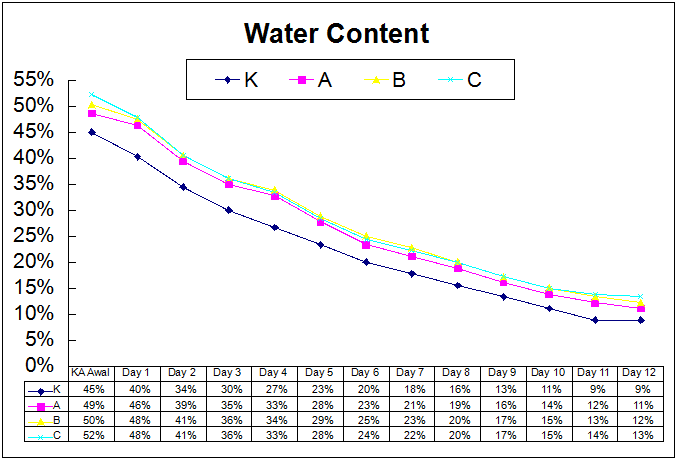 Water Content
K A B C
55%
50%
45%
40%
35%
30%
25%
20%
15%
10%
5%
0%
KA Awal Day 1 Day 2 Day 3 Day 4 Day 5 Day 6 Day 7 Day 8 Day 9 Day 10 Day 11 Day 12
K 45% 40% 34% 30% 27% 23% 20% 18% 16% 13% 11% 9% 9%
A 49% 46% 39% 35% 33% 28% 23% 21% 19% 16% 14% 12% 11%
B 50% 48% 41% 36% 34% 29% 25% 23% 20% 17% 15% 13% 12%
C 52% 48% 41% 36% 33% 28% 24% 22% 20% 17% 15% 14% 13%